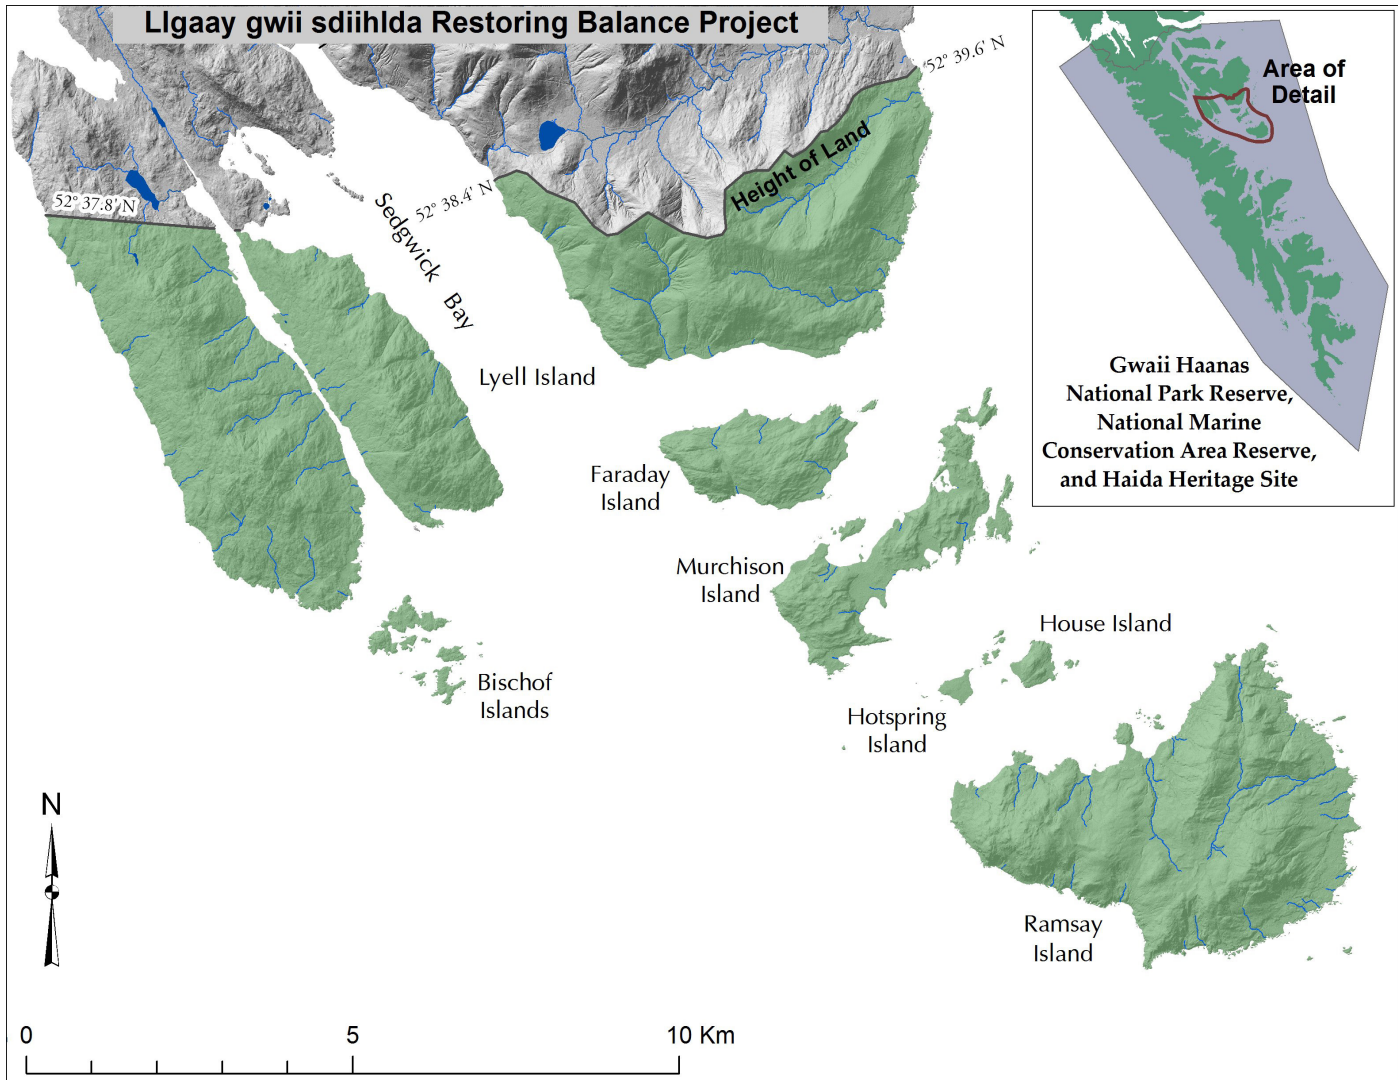 Llgaay gwii sdiihlda Restoring Balance Project
52° 39.6' N
Area of
Detail
Height of Land
52° 38.4' N
52° 37.8' N
Sedgwick Bay
Lyell Island
Gwaii Haanas
National Park Reserve,
National Marine
Conservation Area Reserve,
and Haida Heritage Site
Faraday
Island
Murchison
Island
House Island
Bischof
Islands
Hotspring
Island
N
Ramsay
Island
0 5 10 Km